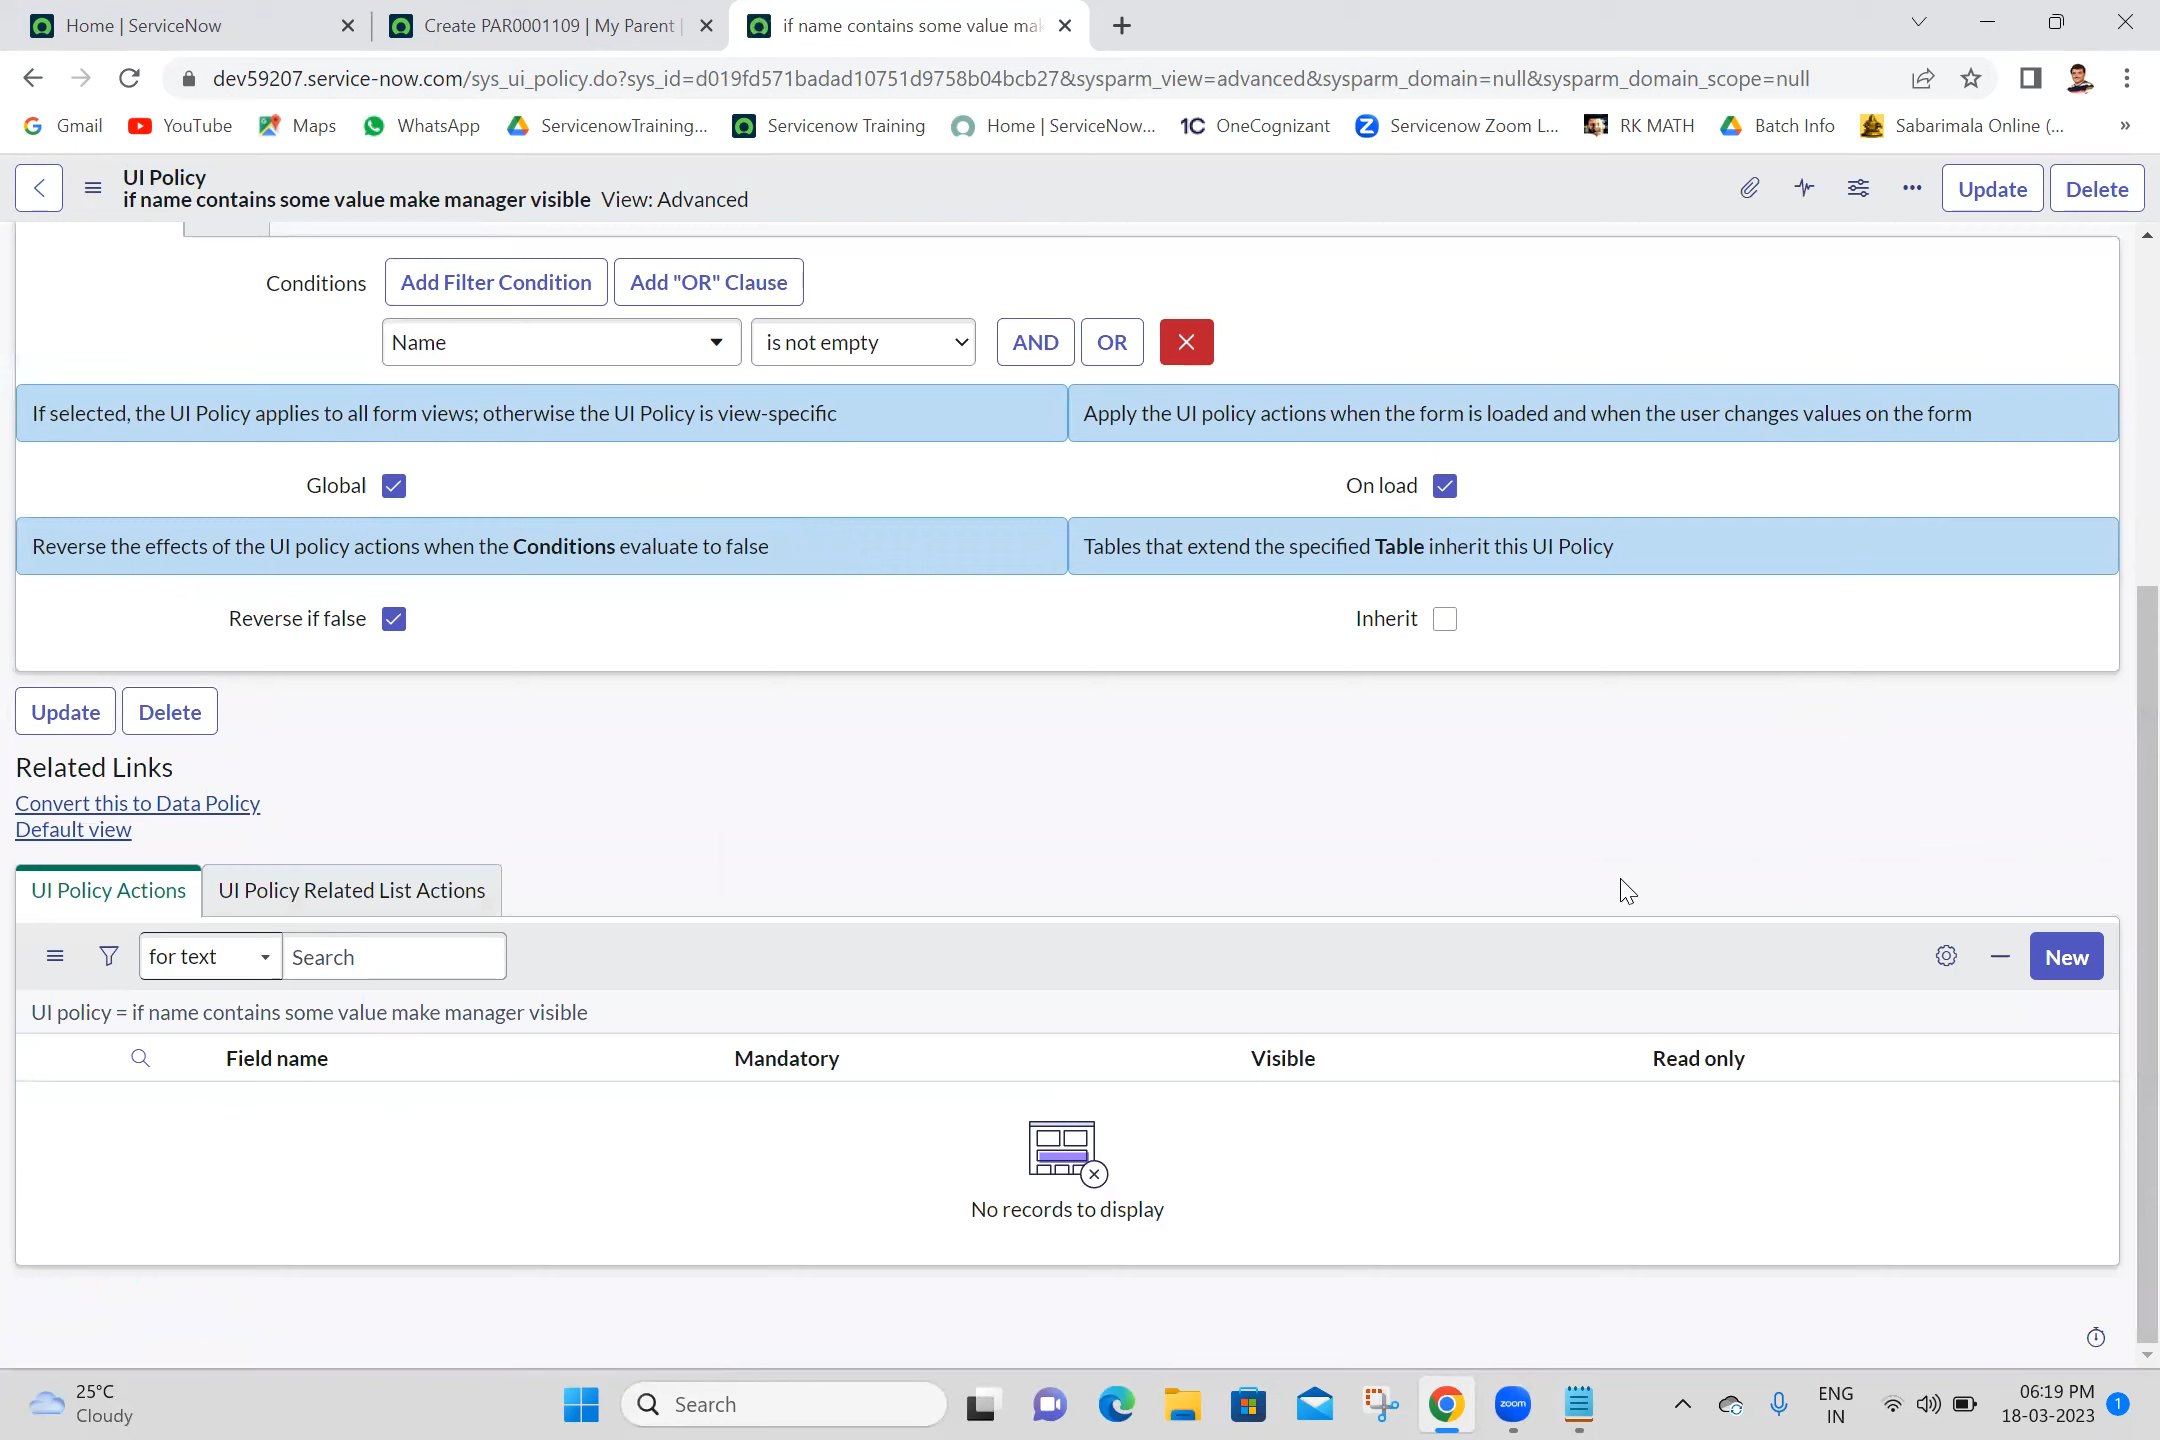 Home | ServiceNow
Create PAR0001109 | My Parent |
if name contains some value mak
dev59207.service-now.com/sys_ui_policy.do?sys_id=d019fd571badad10751d9758b04bcb27&sysparm_view=advanced&sysparm_domain=null&sysparm_domain_scope=null
Gmail
YouTube
Maps
WhatsApp
ServicenowTraining...
Servicenow Training
Home | ServiceNow...
1C OneCognizant
Servicenow Zoom L...
RK MATH
Batch Info
Sabarimala Online (...
»
UI Policy
if name contains some value make manager visible View: Advanced
Update
Delete
Conditions
Add Filter Condition
Add "OR" Clause
Name
is not empty
AND
OR
If selected, the UI Policy applies to all form views; otherwise the UI Policy is view-specific
Apply the UI policy actions when the form is loaded and when the user changes values on the form
Global
On load
Reverse the effects of the UI policy actions when the Conditions evaluate to false
Tables that extend the specified Table inherit this UI Policy
Reverse if false
Inherit
Update
Delete
Related Links
Convert this to Data Policy
Default view
UI Policy Actions
UI Policy Related List Actions
for text
Search
New
UI policy = if name contains some value make manager visible
Field name
Mandatory
Visible
Read only
No records to display
25°C
Cloudy
Search
zoom
ENG
IN
06:19 PM
18-03-2023
1